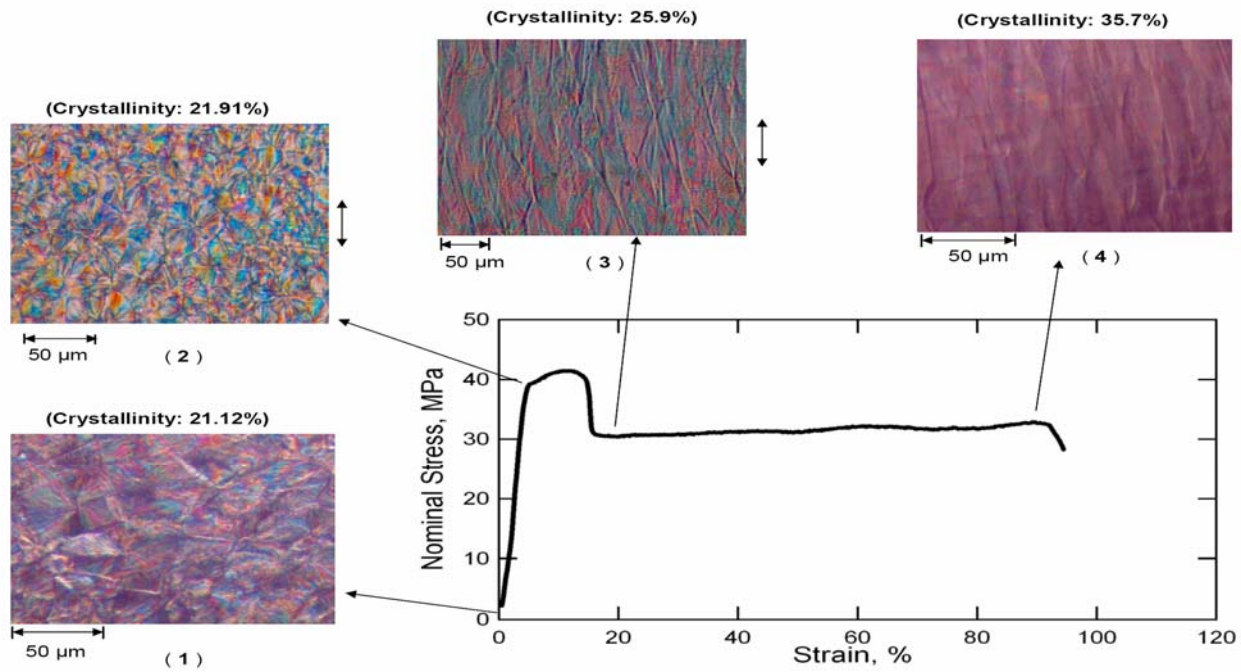 (Crystallinity: 25.9%)
(Crystallinity: 35.7%)
(Crystallinity: 21.91%)
50 µm
( 3 )
50 µm
( 4 )
50 µm
( 2 )
(Crystallinity: 21.12%)
50 µm
( 1 )
Nominal Stress, MPa
50
40
30
20
10
0
0 20 40 60 80 100 120
Strain, %